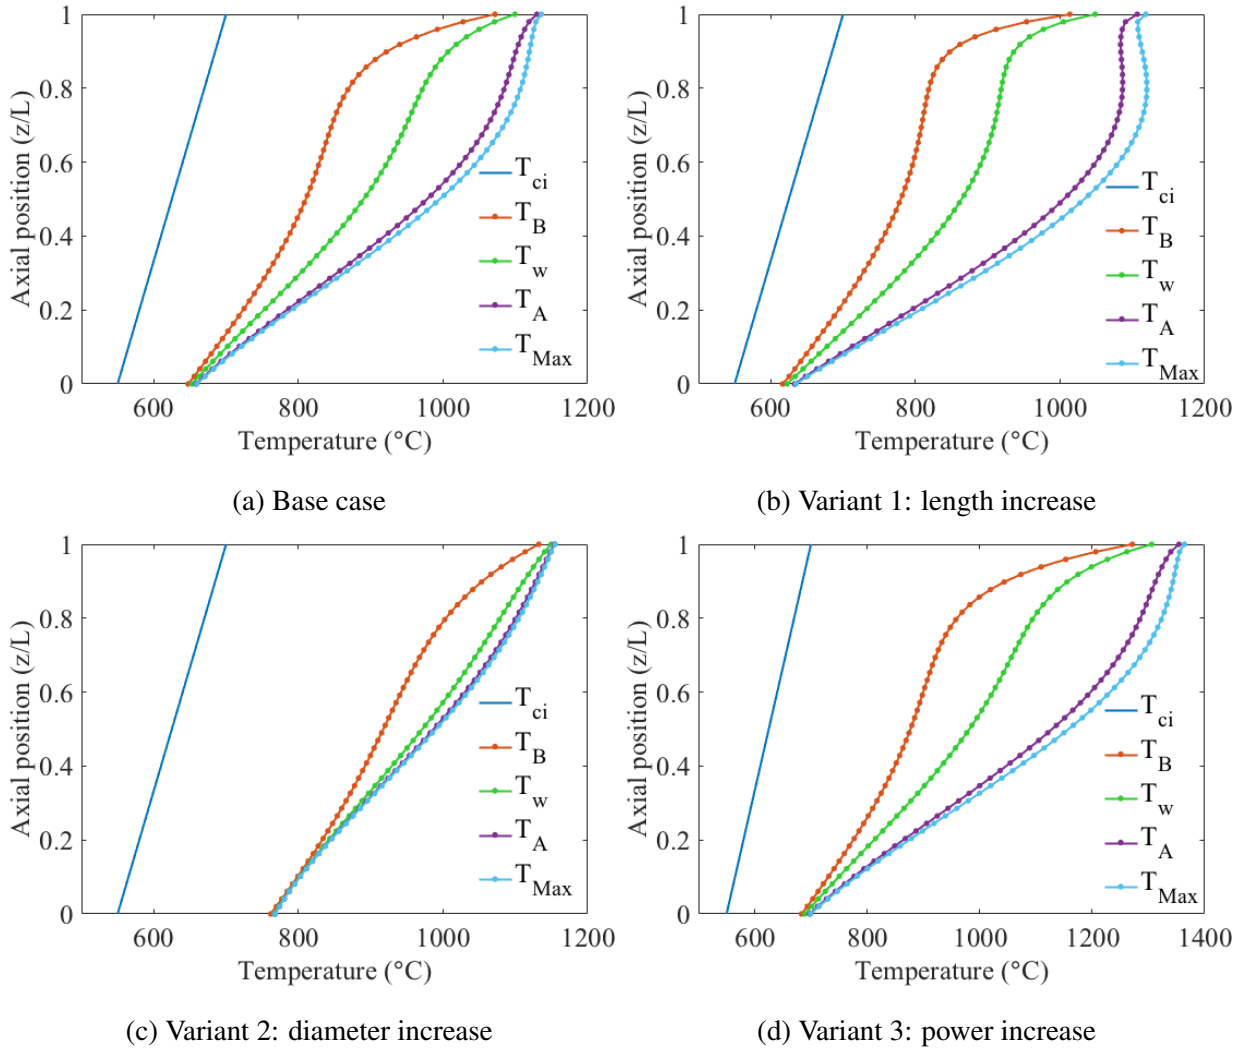 1
0.8
0.6
0.4
0.2
0
Axial position (z/L)
T_ci
T_B
T_w
T_A
T_Max
600 800 1000 1200
Temperature (°C)
(a) Base case
1
0.8
0.6
0.4
0.2
0
Axial position (z/L)
T_ci
T_B
T_w
T_A
T_Max
600 800 1000 1200
Temperature (°C)
(b) Variant 1: length increase
1
0.8
0.6
0.4
0.2
0
Axial position (z/L)
T_ci
T_B
T_w
T_A
T_Max
600 800 1000 1200
Temperature (°C)
(c) Variant 2: diameter increase
1
0.8
0.6
0.4
0.2
0
Axial position (z/L)
T_ci
T_B
T_w
T_A
T_Max
600 800 1000 1200 1400
Temperature (°C)
(d) Variant 3: power increase